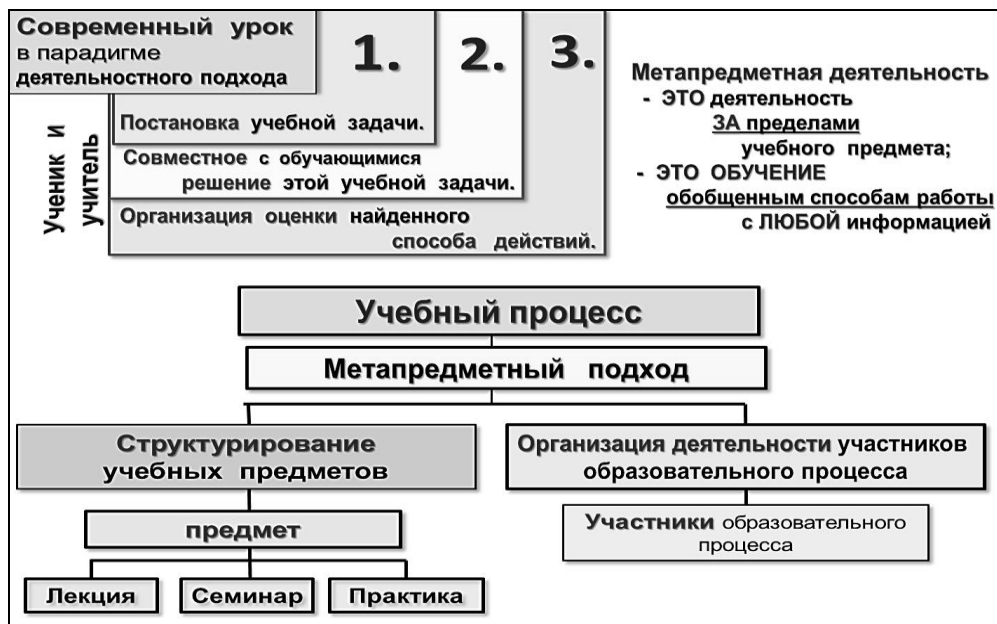 Современный урок
в парадигме
деятельностного подхода
1.
2.
3.
Ученик и
учитель
Постановка учебной задачи.
Совместное с обучающимися
решение этой учебной задачи.
Организация оценки найденного
способа действий.
Метапредметная деятельность
- ЭТО деятельность
ЗА пределами
учебного предмета;
- ЭТО ОБУЧЕНИЕ
обобщенным способам работы
с ЛЮБОЙ информацией
Учебный процесс
Метапредметный подход
Структурирование
учебных предметов
Организация деятельности участников
образовательного процесса
предмет
Участники образовательного
процесса
Лекция
Семинар
Практика